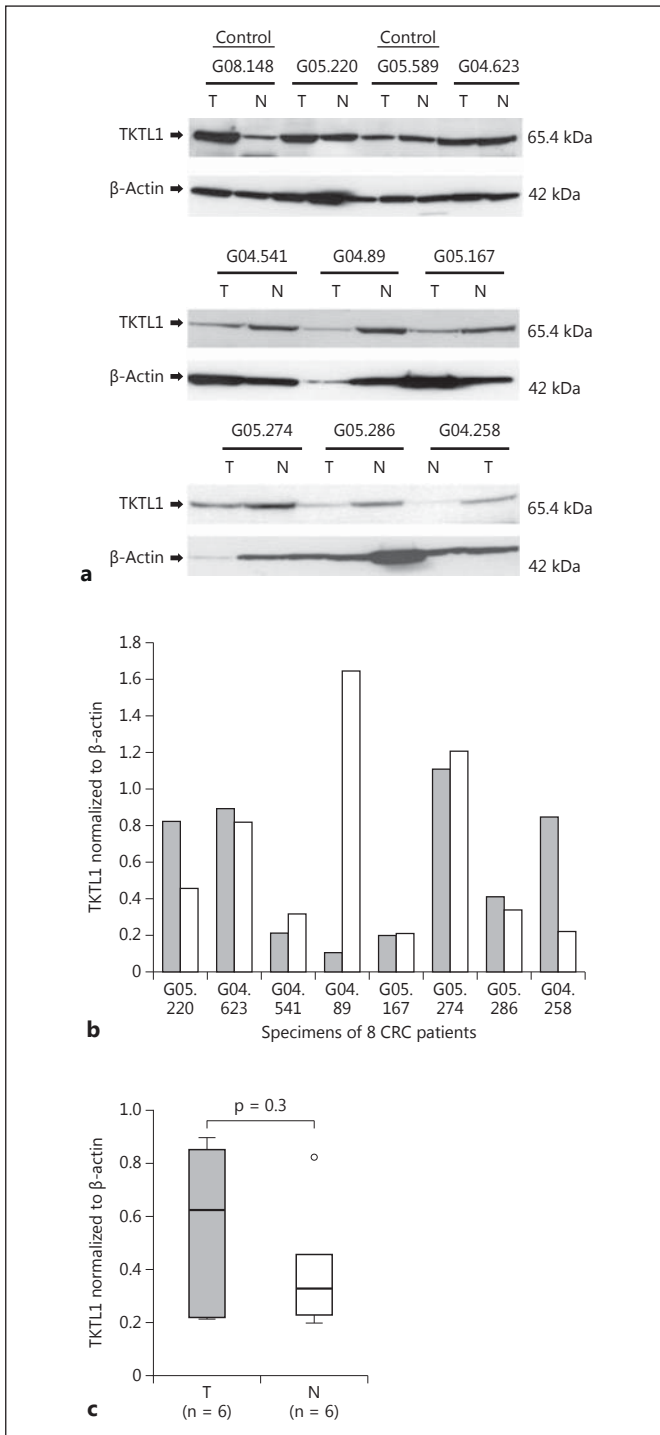 Control Control
G08.148 G05.220 G05.589 G04.623
T N T N T N T N
TKTL1 65.4 kDa
β-Actin 42 kDa
G04.541 G04.89 G05.167
T N T N T N
TKTL1 65.4 kDa
β-Actin 42 kDa
G05.274 G05.286 G04.258
T N T N N T
TKTL1 65.4 kDa
β-Actin 42 kDa
a
TKTL1 normalized to β-actin
1.8
1.6
1.4
1.2
1.0
0.8
0.6
0.4
0.2
0
G05. G04. G04. G04. G05. G05. G05. G04.
220 623 541 89 167 274 286 258
Specimens of 8 CRC patients
b
TKTL1 normalized to β-actin
1.0
0.8
0.6
0.4
0.2
0
p = 0.3
T N
(n = 6) (n = 6)
c